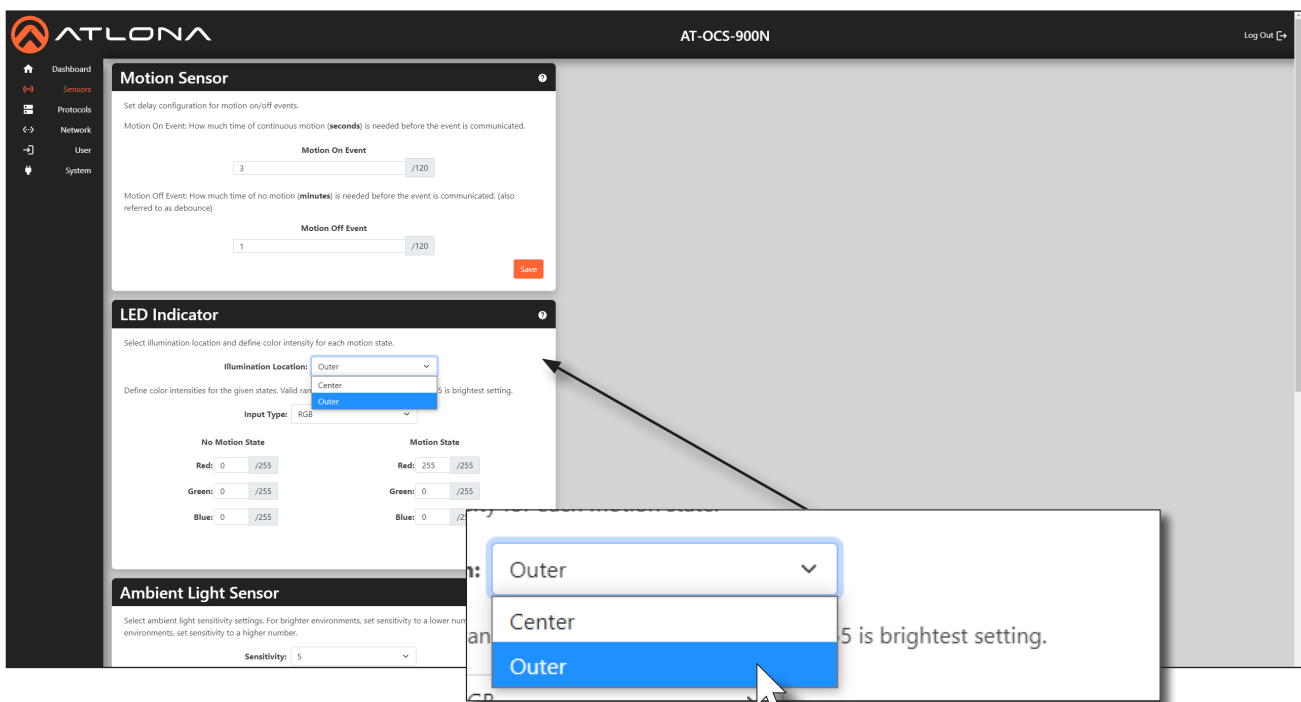 ATLONA
AT-OCS-900N
Log Out
Dashboard
Sensors
Protocols
Network
User
System
Motion Sensor
Set delay configuration for motion on/off events.
Motion On Event: How much time of continuous motion (seconds) is needed before the event is communicated.
Motion On Event
3 /120
Motion Off Event: How much time of no motion (minutes) is needed before the event is communicated. (also
referred to as debounce)
Motion Off Event
1 /120
Save
LED Indicator
Select illumination location and define color intensity for each motion state.
Illumination Location: Outer
Center
Outer
Define color intensities for the given states. Valid ran 5 is brightest setting.
Input Type: RGB
No Motion State Motion State
Red: 0 /255 Red: 255 /255
Green: 0 /255 Green: 0 /255
Blue: 0 /255 Blue: 0 /25
Ambient Light Sensor
Select ambient light sensitivity settings. For brighter environments, set sensitivity to a lower num
environments, set sensitivity to a higher number.
Sensitivity: 5
y for each motion state.
n: Outer
Center
Outer
an 5 is brightest setting.
GB